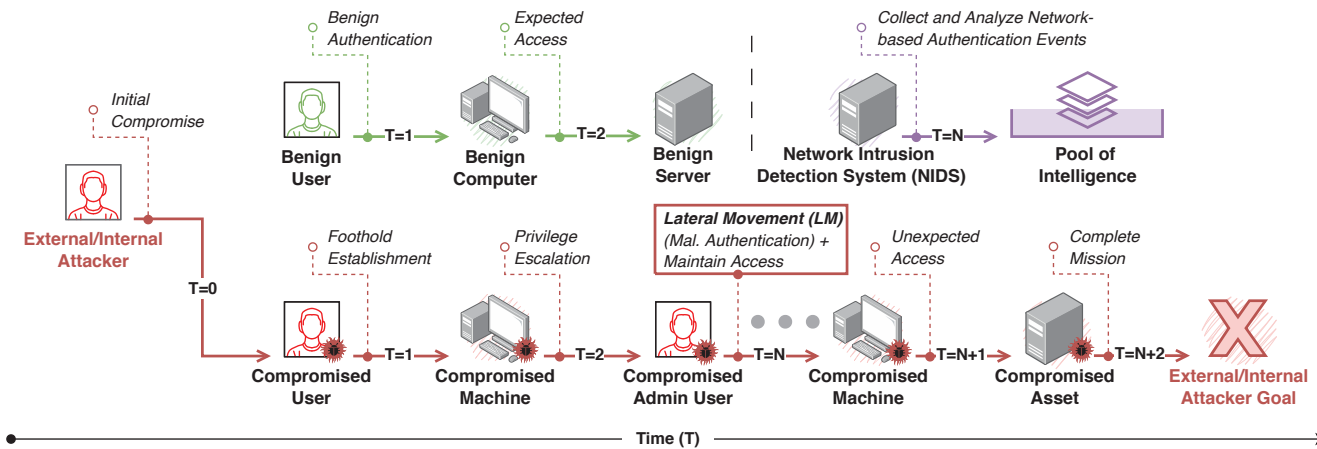 Benign
Authentication
Expected
Access
Collect and Analyze Network-
based Authentication Events
Initial
Compromise
T=1
T=2
T=N
Benign
User
Benign
Computer
Benign
Server
Network Intrusion
Detection System (NIDS)
Pool of
Intelligence
External/Internal
Attacker
T=0
Foothold
Establishment
Privilege
Escalation
Lateral Movement (LM)
(Mal. Authentication) +
Maintain Access
Unexpected
Access
Complete
Mission
T=1
T=2
T=N
T=N+1
T=N+2
Compromised
User
Compromised
Machine
Compromised
Admin User
Compromised
Machine
Compromised
Asset
External/Internal
Attacker Goal
Time (T)